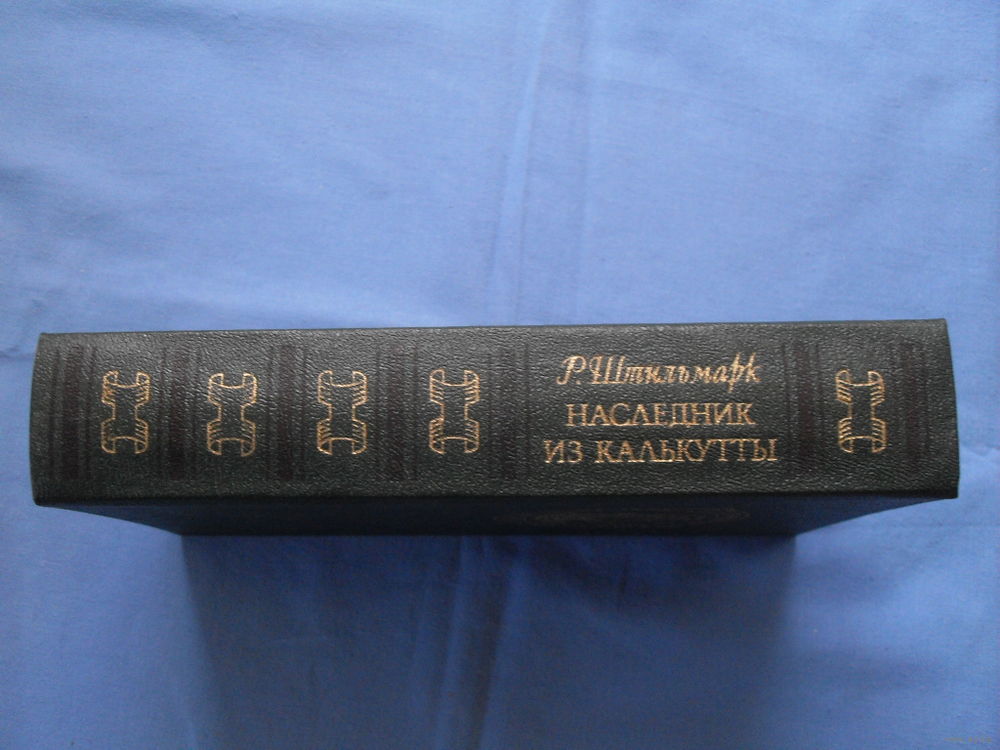 Р. Штильмарк
НАСЛЕДНИК
ИЗ КАЛЬКУТТЫ